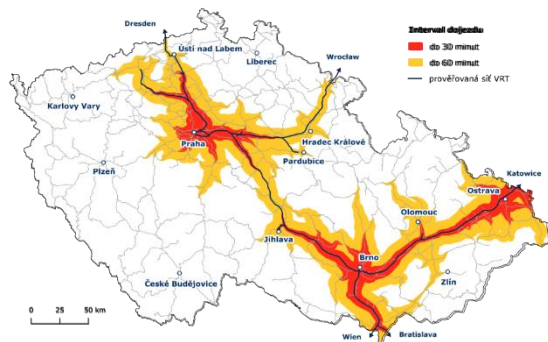 Dresden
Ústí nad Labem
Liberec
Wrocław
Karlovy Vary
Praha
Hradec Králové
Pardubice
Plzeň
Katowice
Ostrava
Olomouc
Jihlava
Brno
Zlín
České Budějovice
Wien
Bratislava
0 25 50 km
Interval dojezdu
do 30 minut
do 60 minut
prověřovaná síť VRT